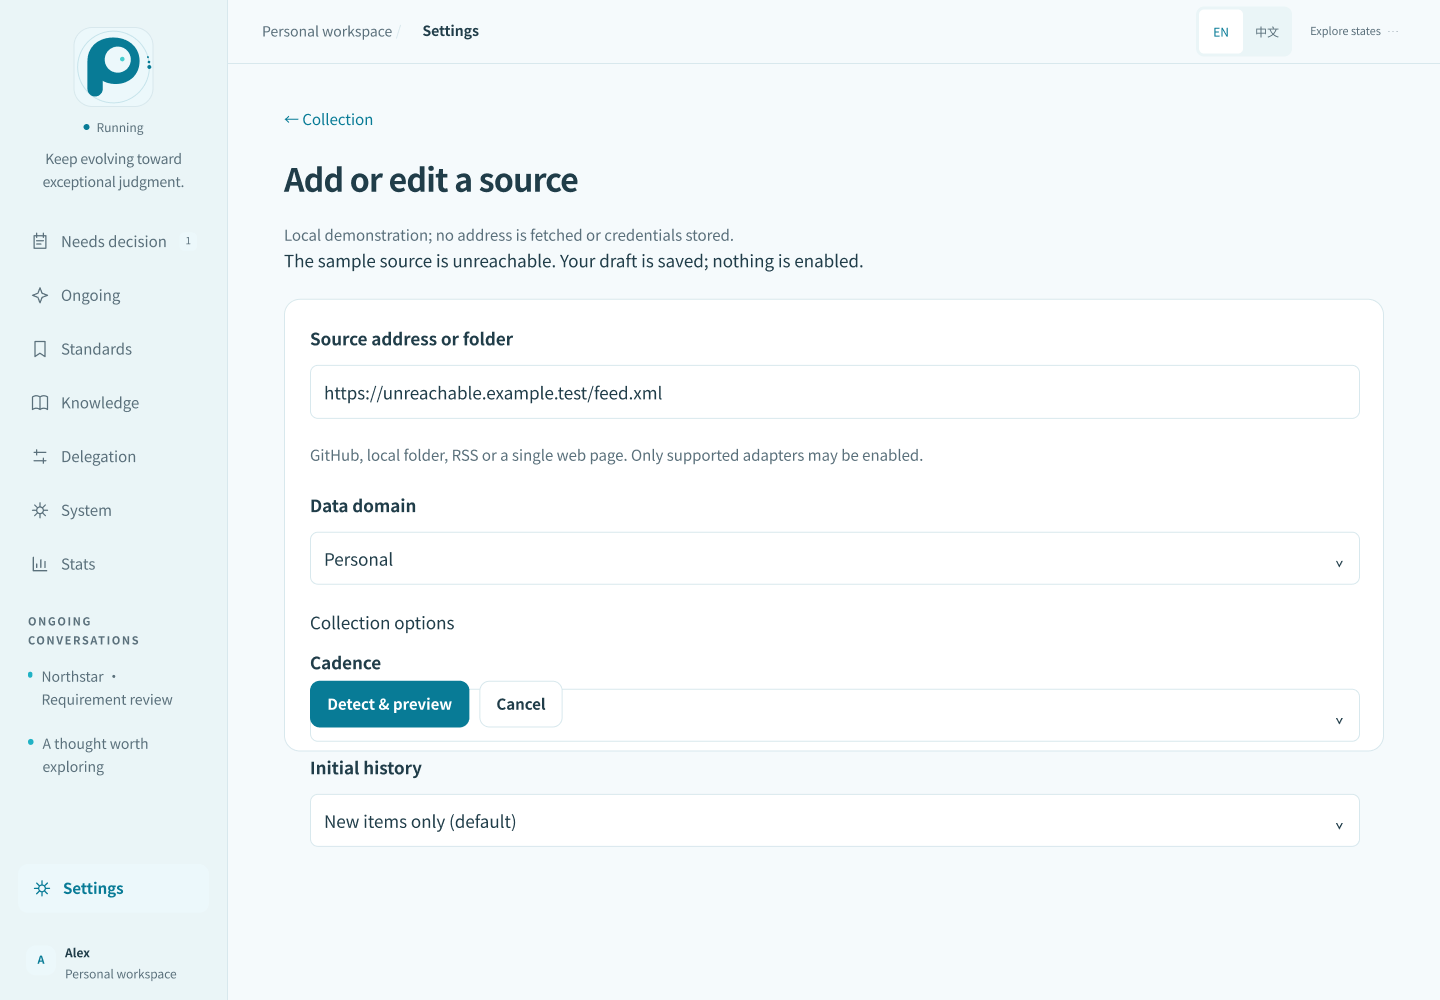 Running
Keep evolving toward
exceptional judgment.
Needs decision 1
Ongoing
Standards
Knowledge
Delegation
System
Stats
ONGOING
CONVERSATIONS
Northstar •
Requirement review
A thought worth
exploring
Settings
A
Alex
Personal workspace
Personal workspace / Settings
EN 中文 Explore states ···
← Collection
Add or edit a source
Local demonstration; no address is fetched or credentials stored.
The sample source is unreachable. Your draft is saved; nothing is enabled.
Source address or folder
https://unreachable.example.test/feed.xml
GitHub, local folder, RSS or a single web page. Only supported adapters may be enabled.
Data domain
Personal
Collection options
Cadence
Detect & preview Cancel
Initial history
New items only (default)